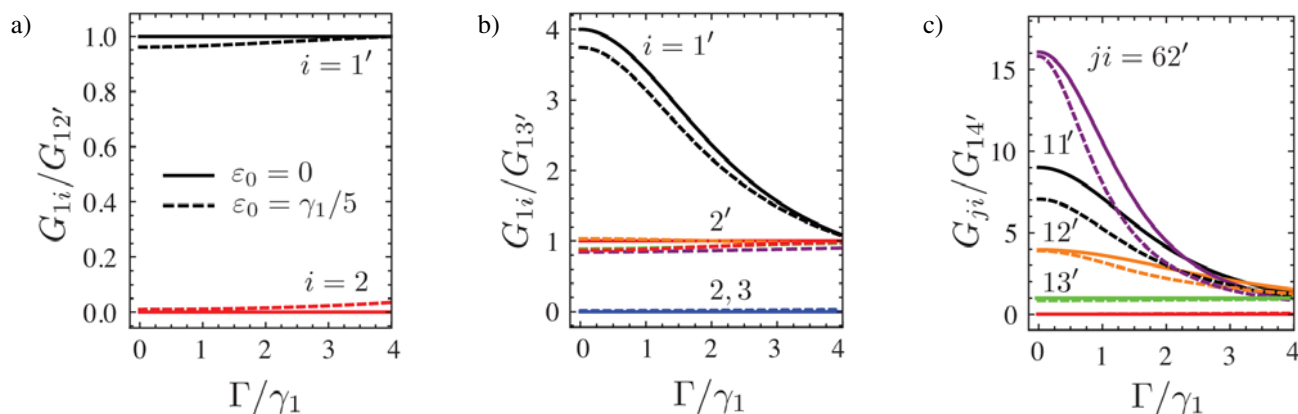 a)
G₁ᵢ/G₁₂′
1.0
0.8
0.6
0.4
0.2
0.0
i = 1′
ε₀ = 0
ε₀ = γ₁/5
i = 2
0 1 2 3 4
Γ/γ₁
b)
G₁ᵢ/G₁₃′
4
3
2
1
0
i = 1′
2′
2, 3
0 1 2 3 4
Γ/γ₁
c)
Gⱼᵢ/G₁₄′
15
10
5
0
ji = 62′
11′
12′
13′
0 1 2 3 4
Γ/γ₁